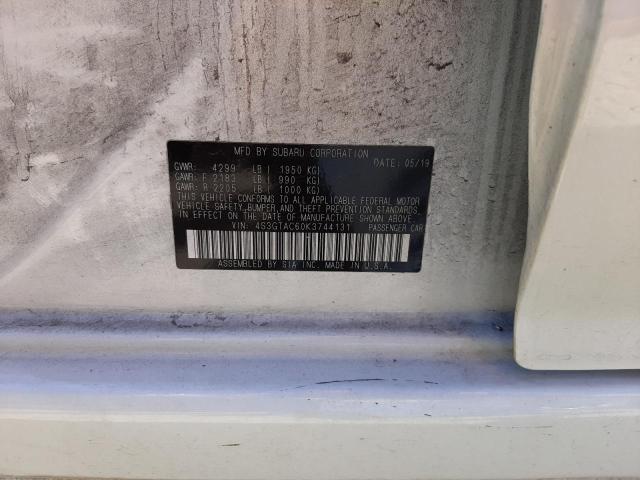 MFD BY SUBARU CORPORATION DATE: 05/19
GVWR: 4299 LB ( 1950 KG)
GAWR: F 2183 LB ( 990 KG)
GAWR: R 2205 LB ( 1000 KG)
THIS VEHICLE CONFORMS TO ALL APPLICABLE FEDERAL MOTOR
VEHICLE SAFETY, BUMPER, AND THEFT PREVENTION STANDARDS
IN EFFECT ON THE DATE OF MANUFACTURE SHOWN ABOVE.
VIN: 4S3GTAC60K3744131 PASSENGER CAR
ASSEMBLED BY SIA INC. MADE IN U.S.A.